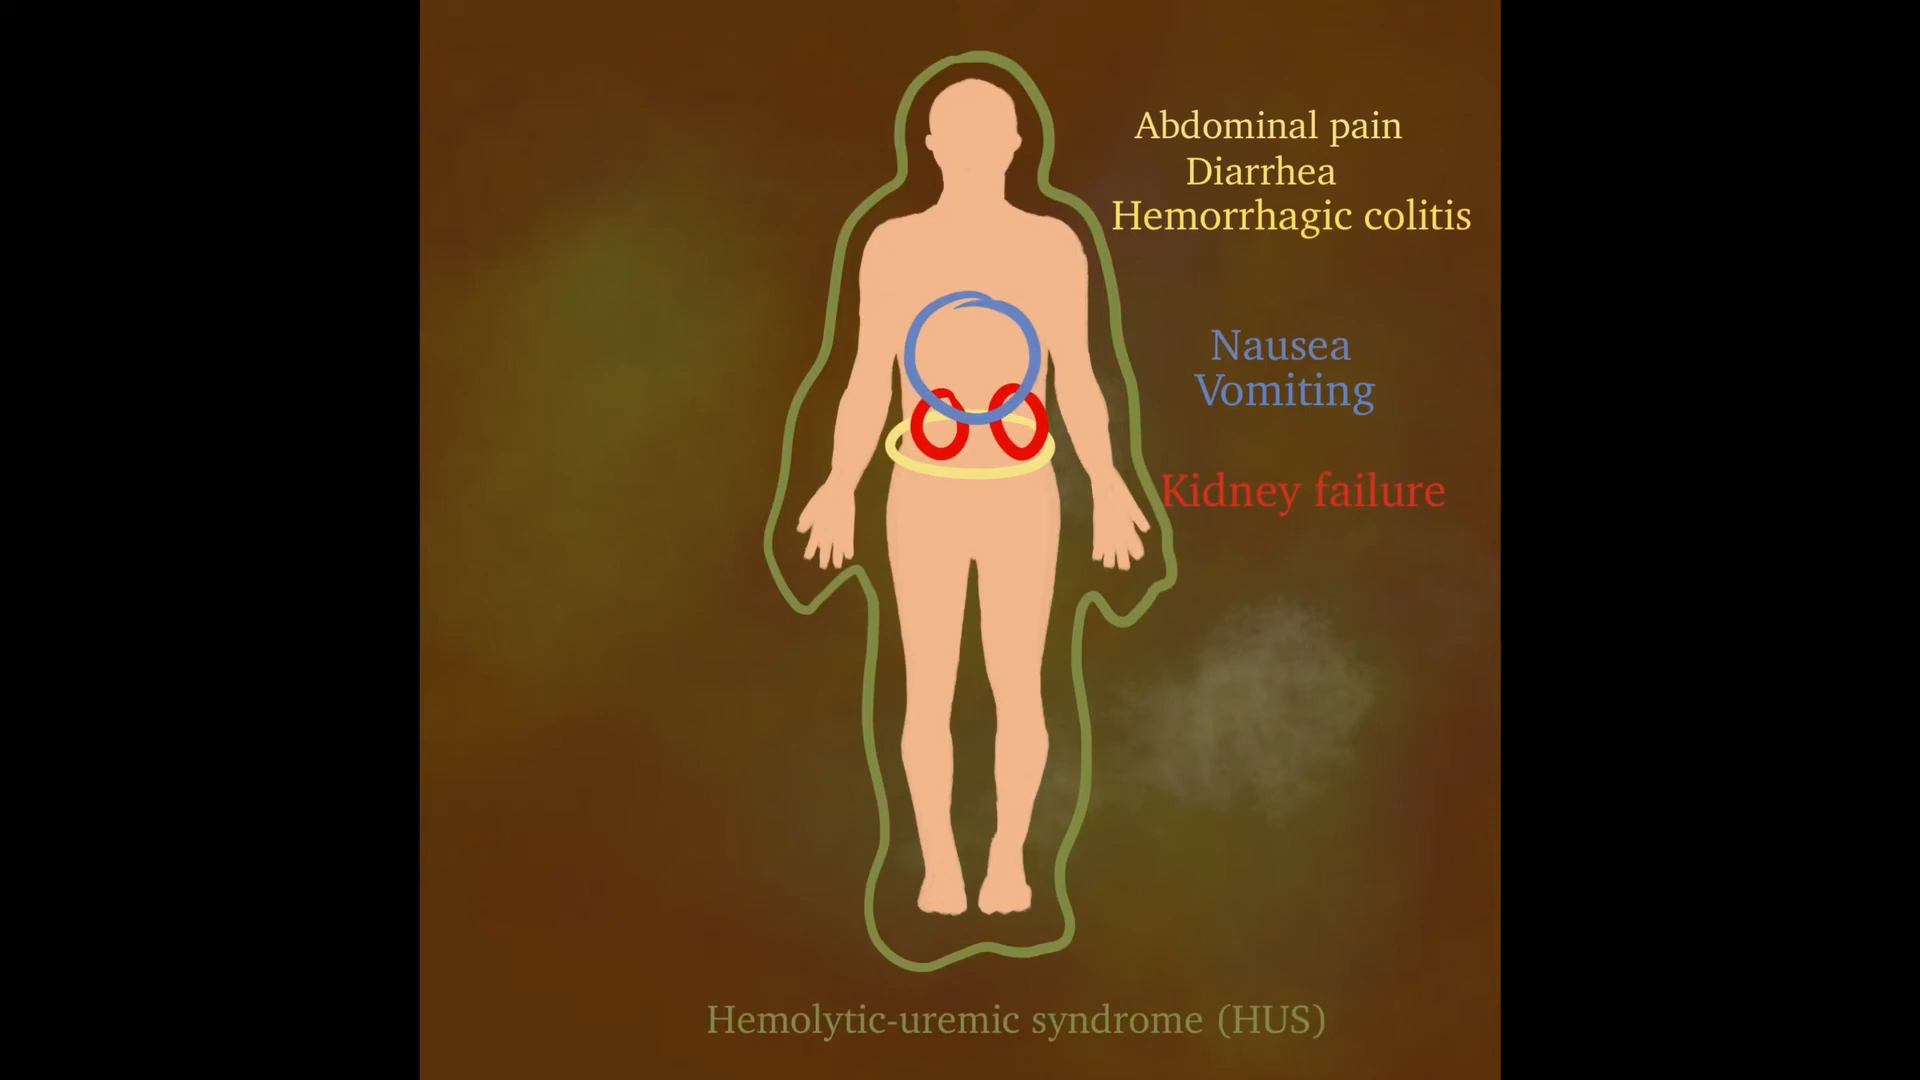 Abdominal pain
Diarrhea
Hemorrhagic colitis
Nausea
Vomiting
Kidney failure
Hemolytic-uremic syndrome (HUS)